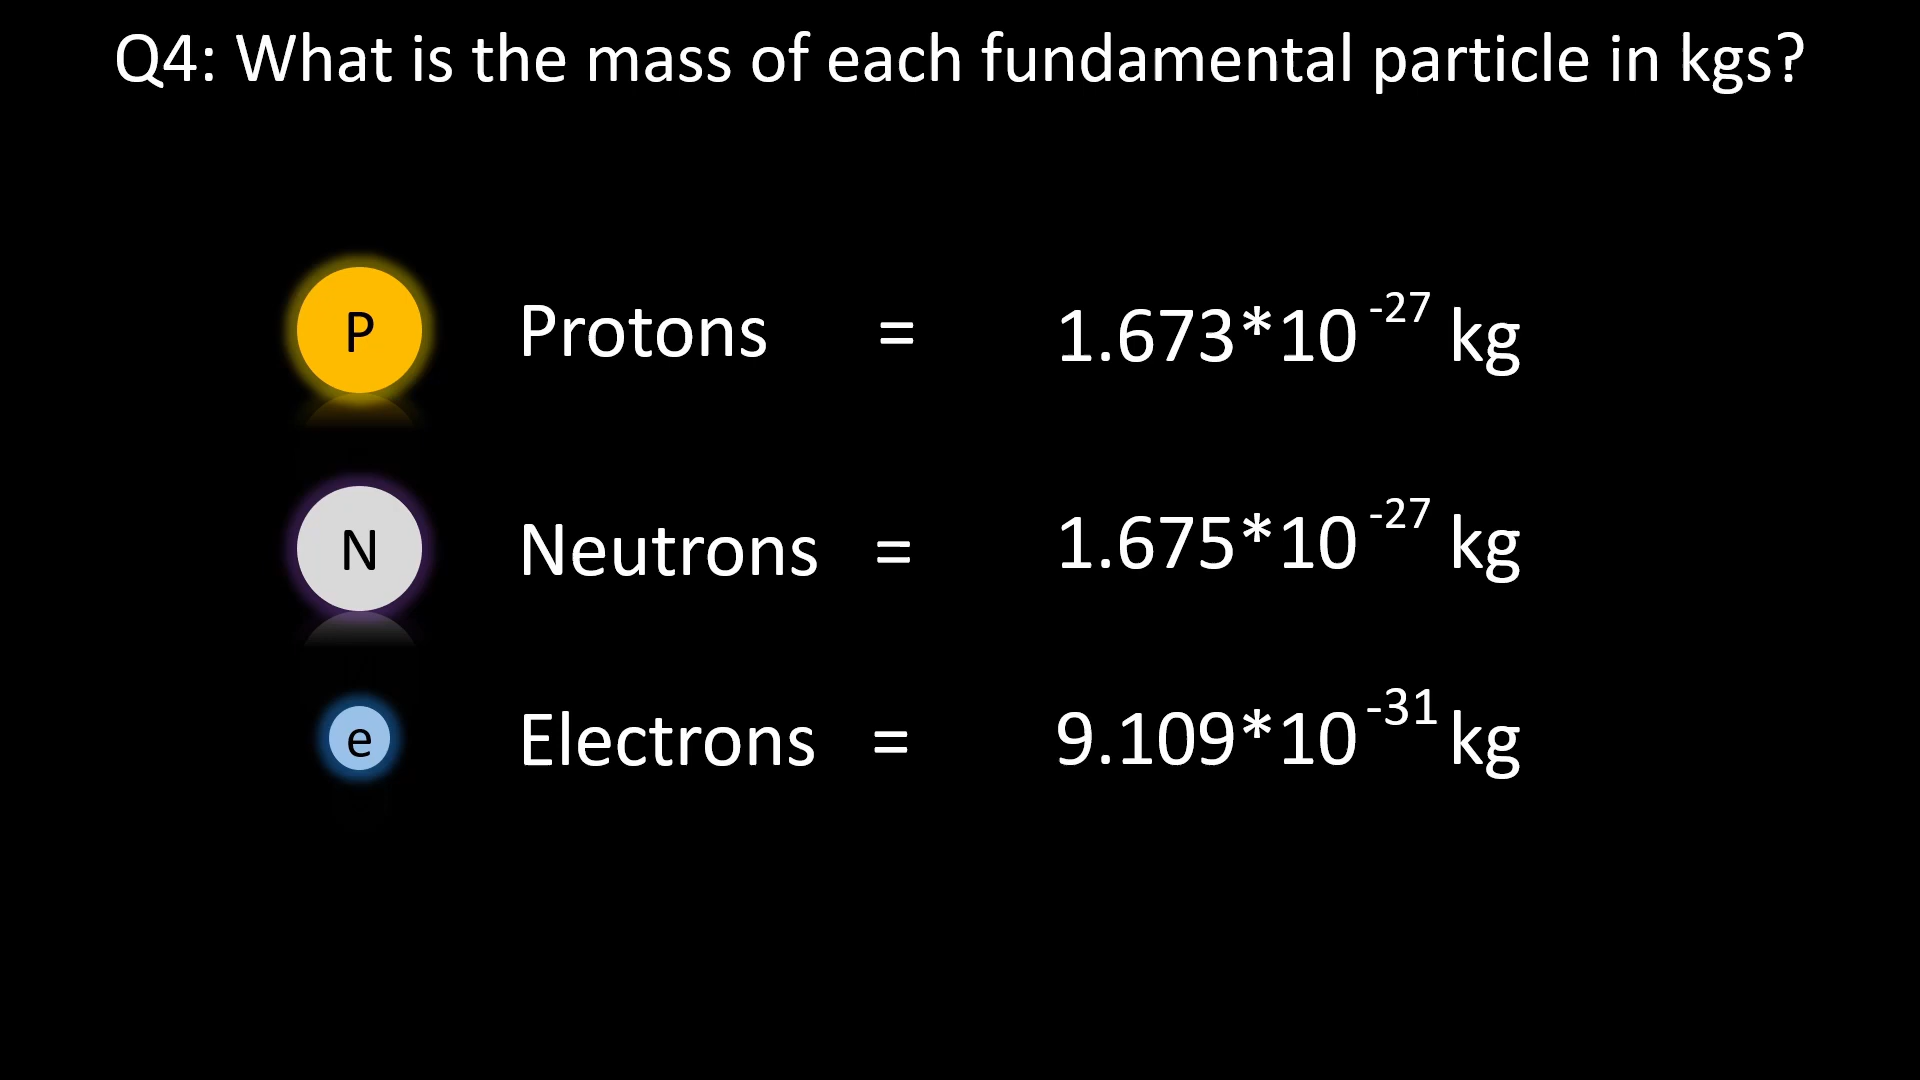 Q4: What is the mass of each fundamental particle in kgs?
P Protons = 1.673*10⁻²⁷ kg
N Neutrons = 1.675*10⁻²⁷ kg
e Electrons = 9.109*10⁻³¹ kg